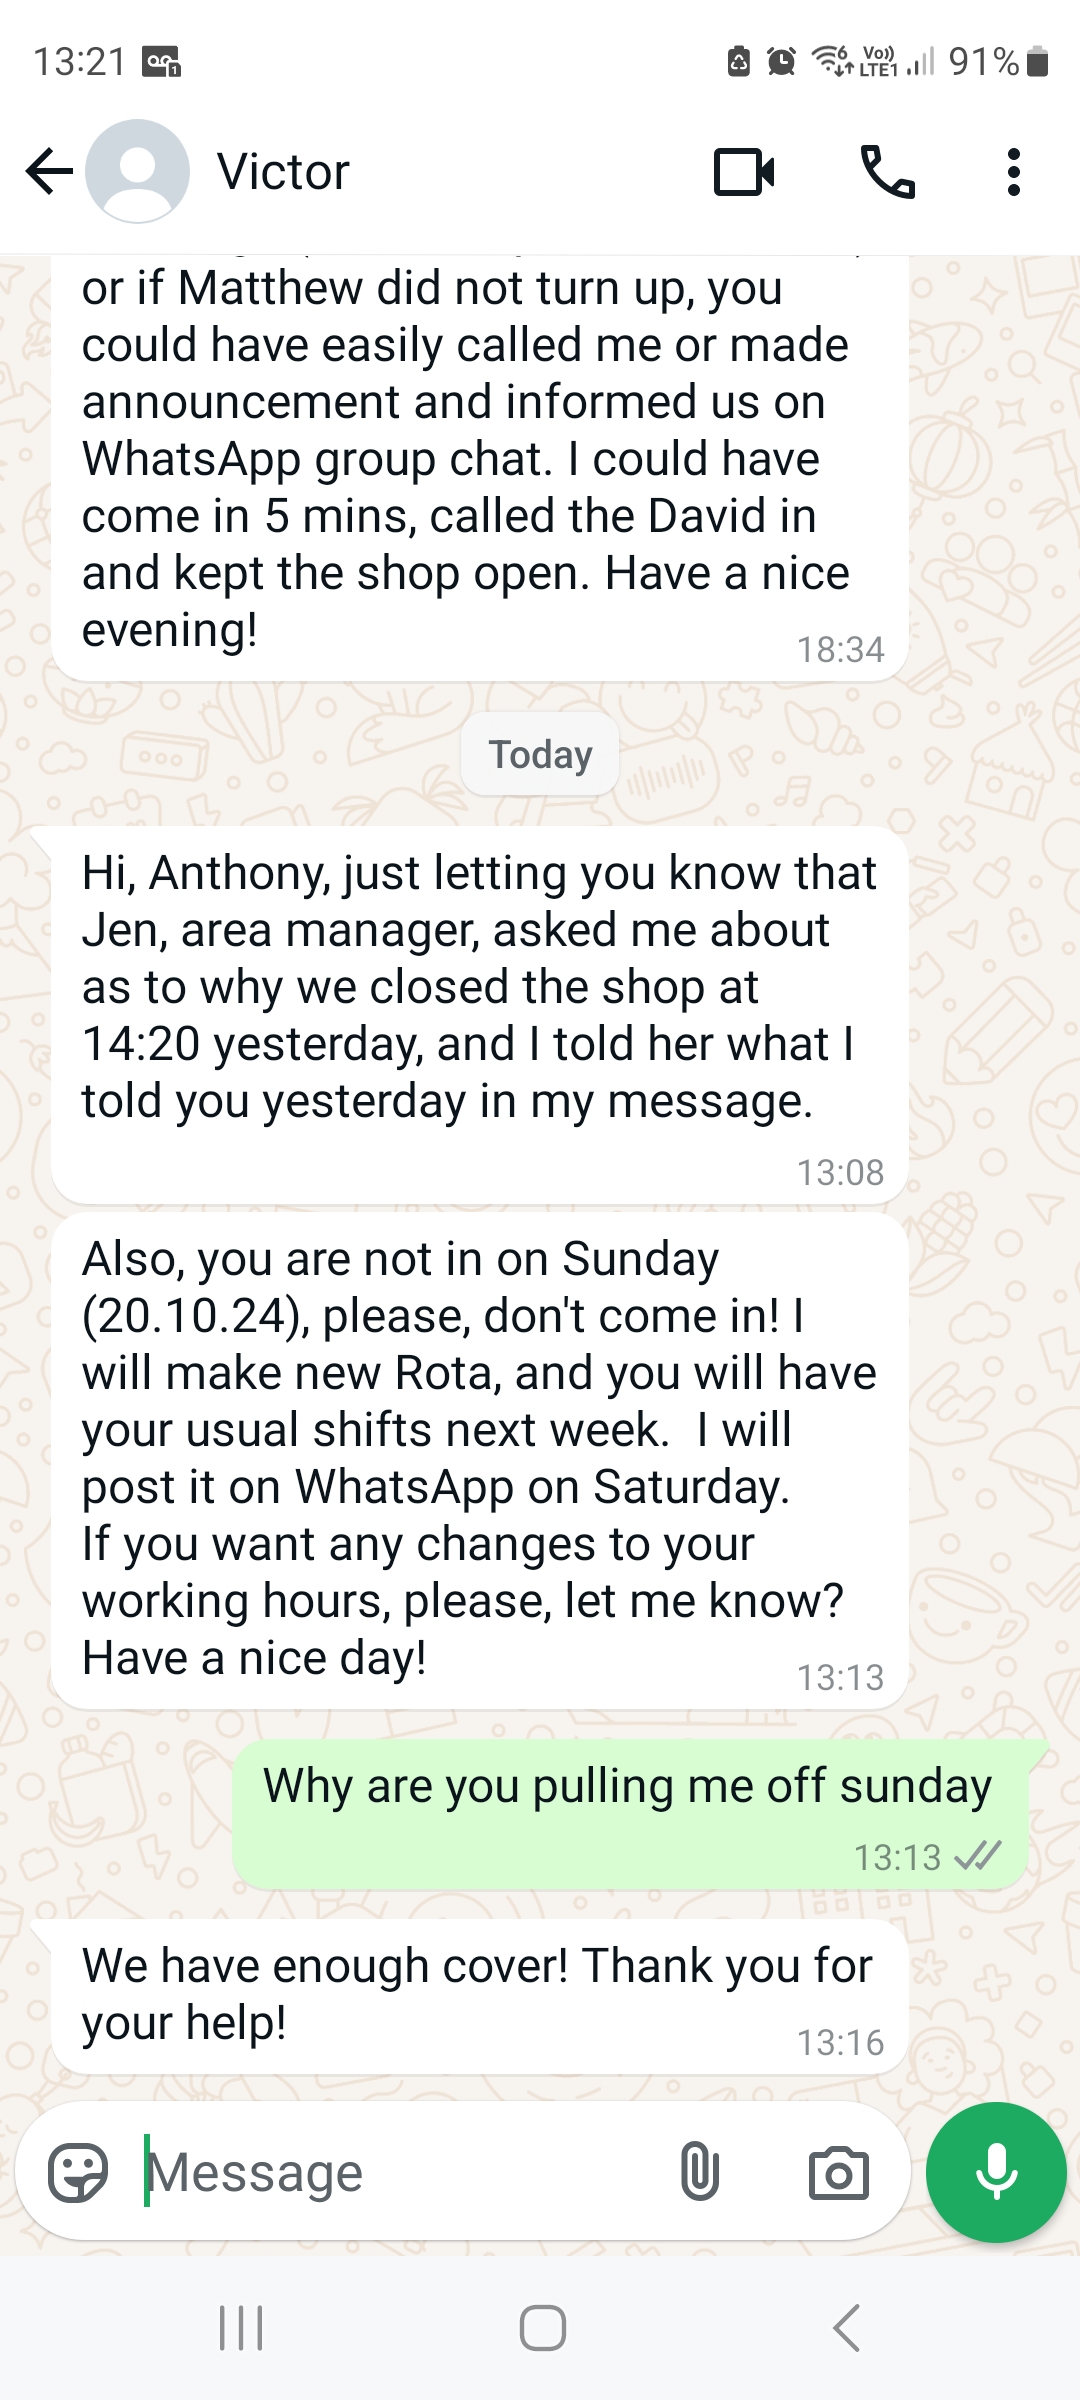 13:21
6 Vo)) LTE1 91%
Victor
or if Matthew did not turn up, you
could have easily called me or made
announcement and informed us on
WhatsApp group chat. I could have
come in 5 mins, called the David in
and kept the shop open. Have a nice
evening!
18:34
Today
Hi, Anthony, just letting you know that
Jen, area manager, asked me about
as to why we closed the shop at
14:20 yesterday, and I told her what I
told you yesterday in my message.
13:08
Also, you are not in on Sunday
(20.10.24), please, don't come in! I
will make new Rota, and you will have
your usual shifts next week.  I will
post it on WhatsApp on Saturday.
If you want any changes to your
working hours, please, let me know?
Have a nice day!
13:13
Why are you pulling me off sunday
13:13
We have enough cover! Thank you for
your help!
13:16
Message